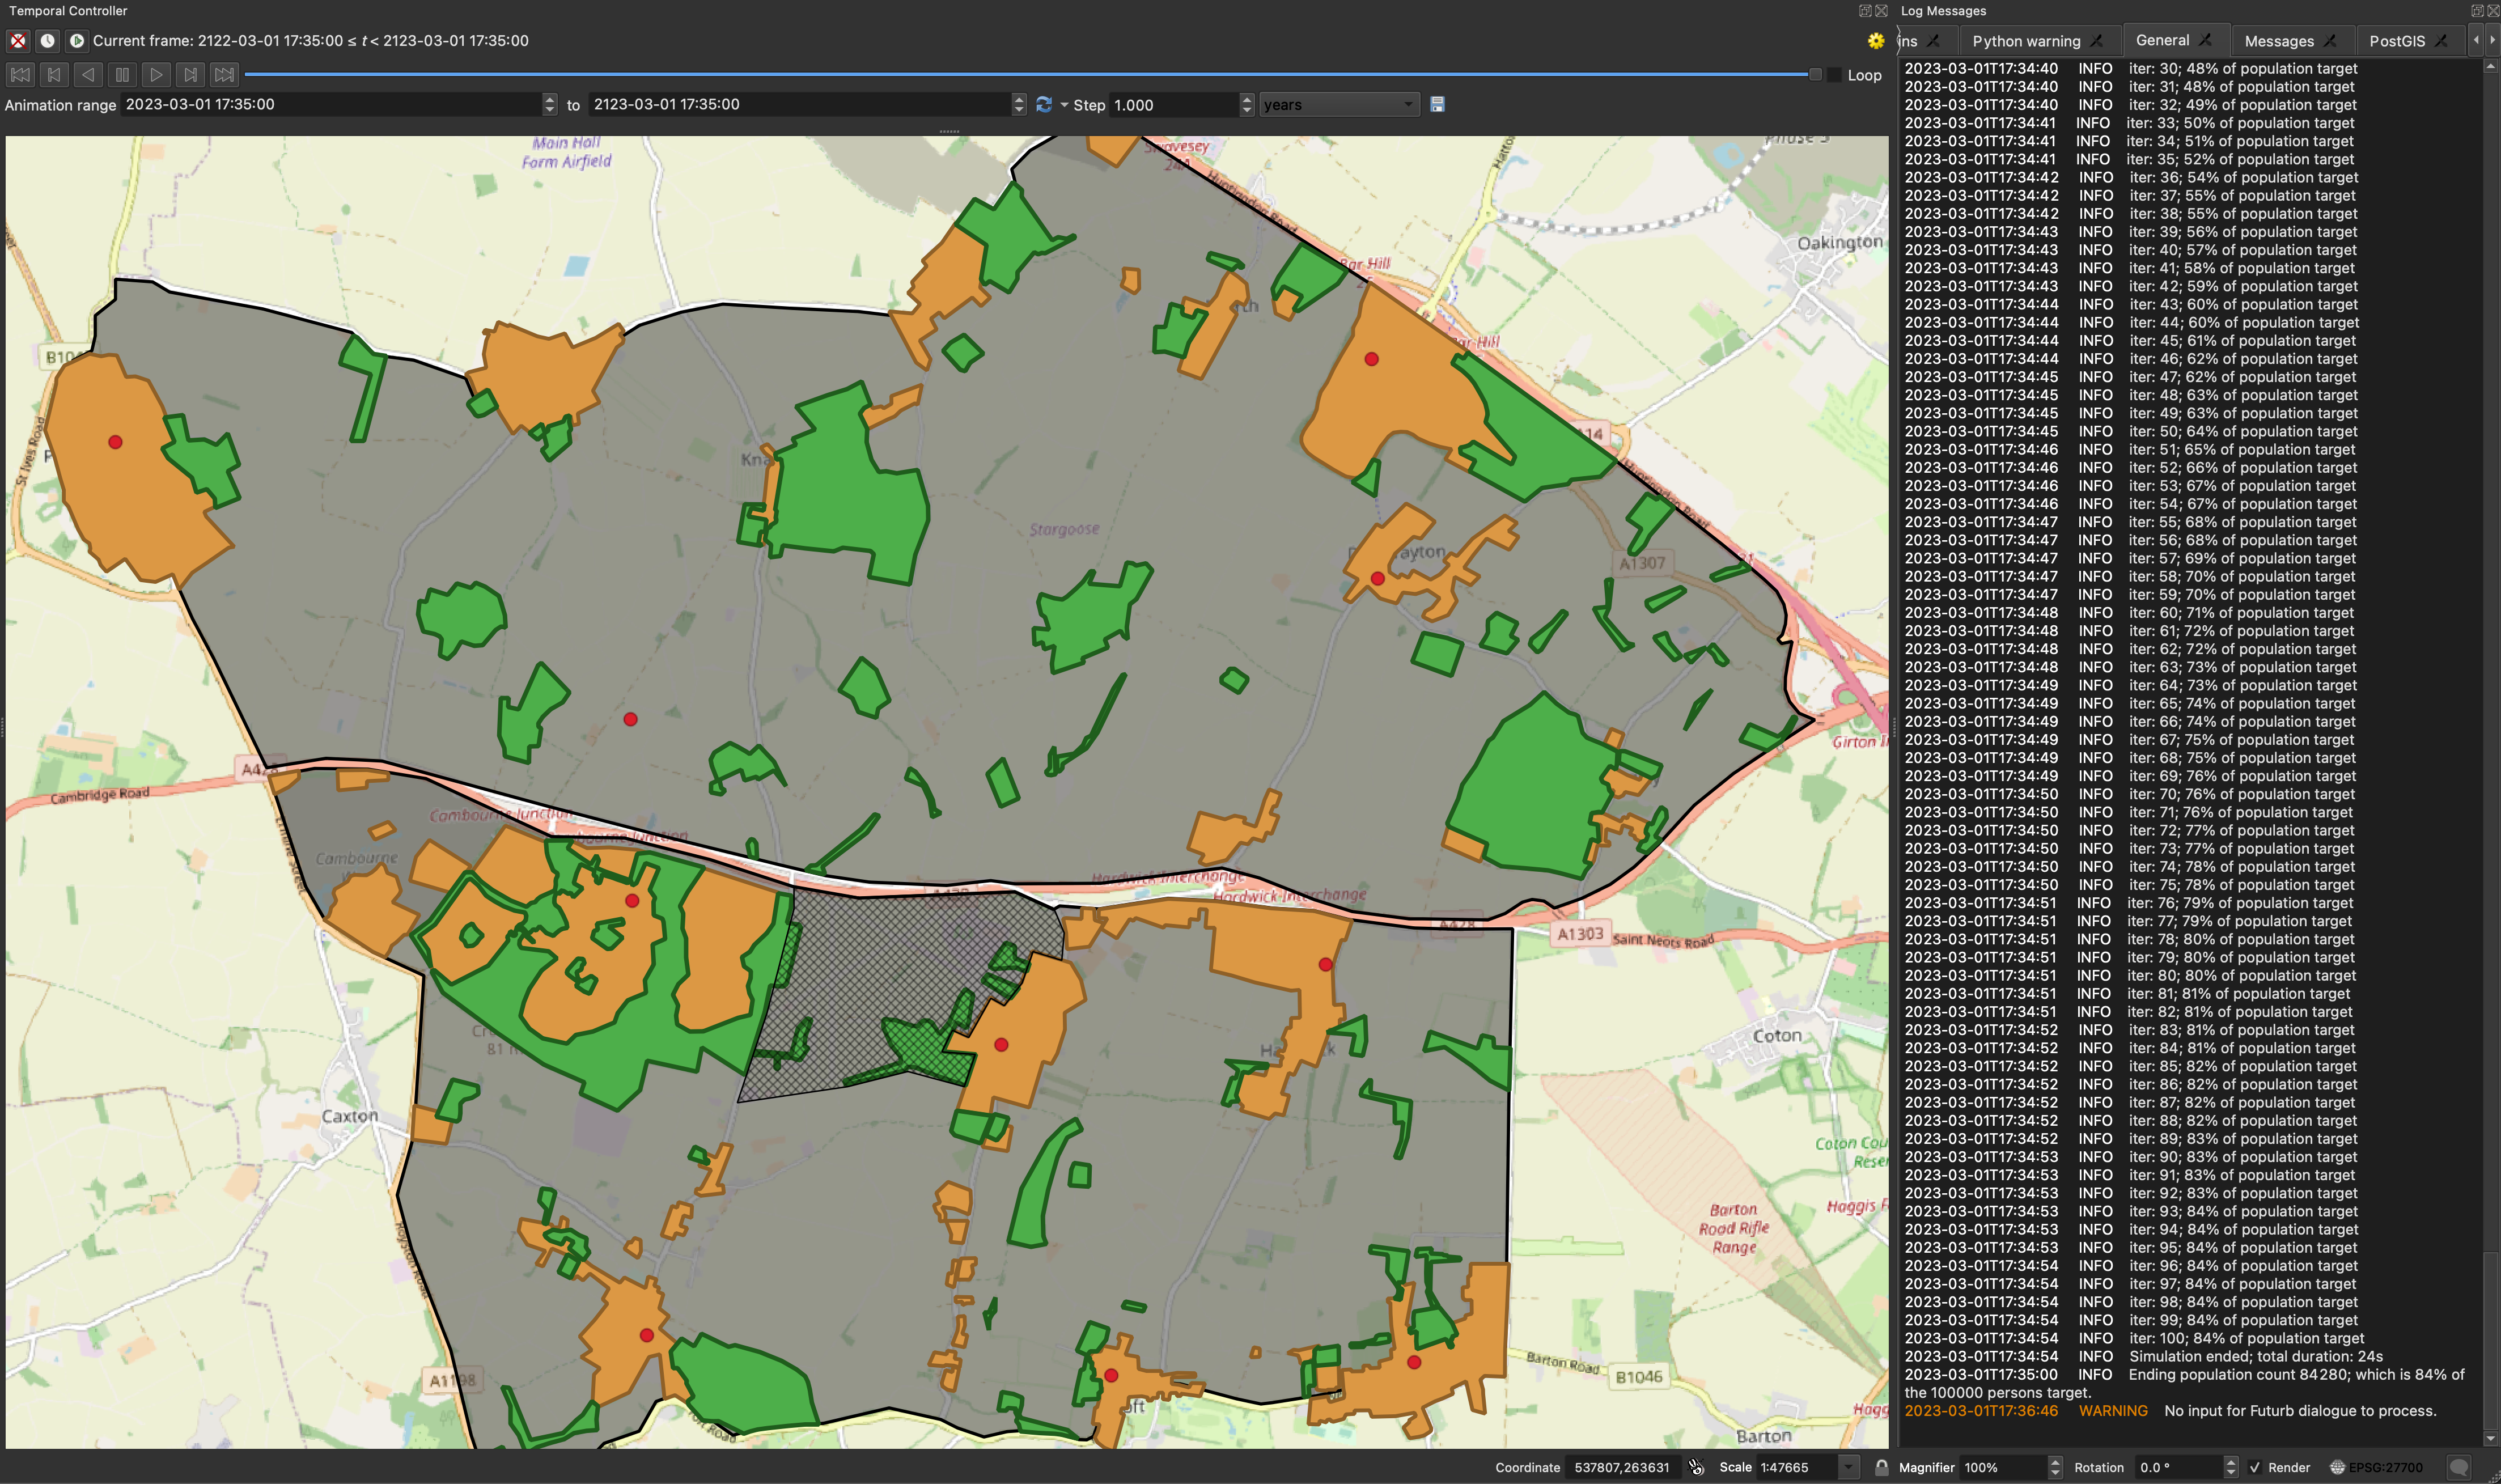 Temporal Controller
Current frame: 2122-03-01 17:35:00 ≤ t < 2123-03-01 17:35:00
Loop
Animation range 2023-03-01 17:35:00 to 2123-03-01 17:35:00 Step 1.000 years
Main Hall
Farm Airfield
Swavesey
Huntingdon Road
Oakington
Bar Hill
Bar Hill
St Ives Road
Stargoose
A14
Huntingdon Road
A1307
Girton
Cambridge Road
Cambourne Junction
Cambourne
Ermine Street
Hardwick Interchange
Hardwick Interchange
A428
A1303
Saint Neots Road
Coton
Caxton
Coton Cou
Reser
Barton
Road Rifle
Range
Haggis F
Royston Road
A1198
Barton Road
B1046
Hagg
Barton
Log Messages
ins
Python warning
General
Messages
PostGIS
2023-03-01T17:34:40 INFO iter: 30; 48% of population target
2023-03-01T17:34:40 INFO iter: 31; 48% of population target
2023-03-01T17:34:40 INFO iter: 32; 49% of population target
2023-03-01T17:34:41 INFO iter: 33; 50% of population target
2023-03-01T17:34:41 INFO iter: 34; 51% of population target
2023-03-01T17:34:41 INFO iter: 35; 52% of population target
2023-03-01T17:34:42 INFO iter: 36; 54% of population target
2023-03-01T17:34:42 INFO iter: 37; 55% of population target
2023-03-01T17:34:42 INFO iter: 38; 55% of population target
2023-03-01T17:34:43 INFO iter: 39; 56% of population target
2023-03-01T17:34:43 INFO iter: 40; 57% of population target
2023-03-01T17:34:43 INFO iter: 41; 58% of population target
2023-03-01T17:34:43 INFO iter: 42; 59% of population target
2023-03-01T17:34:44 INFO iter: 43; 60% of population target
2023-03-01T17:34:44 INFO iter: 44; 60% of population target
2023-03-01T17:34:44 INFO iter: 45; 61% of population target
2023-03-01T17:34:44 INFO iter: 46; 62% of population target
2023-03-01T17:34:45 INFO iter: 47; 62% of population target
2023-03-01T17:34:45 INFO iter: 48; 63% of population target
2023-03-01T17:34:45 INFO iter: 49; 63% of population target
2023-03-01T17:34:45 INFO iter: 50; 64% of population target
2023-03-01T17:34:46 INFO iter: 51; 65% of population target
2023-03-01T17:34:46 INFO iter: 52; 66% of population target
2023-03-01T17:34:46 INFO iter: 53; 67% of population target
2023-03-01T17:34:46 INFO iter: 54; 67% of population target
2023-03-01T17:34:47 INFO iter: 55; 68% of population target
2023-03-01T17:34:47 INFO iter: 56; 68% of population target
2023-03-01T17:34:47 INFO iter: 57; 69% of population target
2023-03-01T17:34:47 INFO iter: 58; 70% of population target
2023-03-01T17:34:47 INFO iter: 59; 70% of population target
2023-03-01T17:34:48 INFO iter: 60; 71% of population target
2023-03-01T17:34:48 INFO iter: 61; 72% of population target
2023-03-01T17:34:48 INFO iter: 62; 72% of population target
2023-03-01T17:34:48 INFO iter: 63; 73% of population target
2023-03-01T17:34:49 INFO iter: 64; 73% of population target
2023-03-01T17:34:49 INFO iter: 65; 74% of population target
2023-03-01T17:34:49 INFO iter: 66; 74% of population target
2023-03-01T17:34:49 INFO iter: 67; 75% of population target
2023-03-01T17:34:49 INFO iter: 68; 75% of population target
2023-03-01T17:34:49 INFO iter: 69; 76% of population target
2023-03-01T17:34:50 INFO iter: 70; 76% of population target
2023-03-01T17:34:50 INFO iter: 71; 76% of population target
2023-03-01T17:34:50 INFO iter: 72; 77% of population target
2023-03-01T17:34:50 INFO iter: 73; 77% of population target
2023-03-01T17:34:50 INFO iter: 74; 78% of population target
2023-03-01T17:34:50 INFO iter: 75; 78% of population target
2023-03-01T17:34:51 INFO iter: 76; 79% of population target
2023-03-01T17:34:51 INFO iter: 77; 79% of population target
2023-03-01T17:34:51 INFO iter: 78; 80% of population target
2023-03-01T17:34:51 INFO iter: 79; 80% of population target
2023-03-01T17:34:51 INFO iter: 80; 80% of population target
2023-03-01T17:34:51 INFO iter: 81; 81% of population target
2023-03-01T17:34:51 INFO iter: 82; 81% of population target
2023-03-01T17:34:52 INFO iter: 83; 81% of population target
2023-03-01T17:34:52 INFO iter: 84; 81% of population target
2023-03-01T17:34:52 INFO iter: 85; 82% of population target
2023-03-01T17:34:52 INFO iter: 86; 82% of population target
2023-03-01T17:34:52 INFO iter: 87; 82% of population target
2023-03-01T17:34:52 INFO iter: 88; 82% of population target
2023-03-01T17:34:52 INFO iter: 89; 83% of population target
2023-03-01T17:34:53 INFO iter: 90; 83% of population target
2023-03-01T17:34:53 INFO iter: 91; 83% of population target
2023-03-01T17:34:53 INFO iter: 92; 83% of population target
2023-03-01T17:34:53 INFO iter: 93; 84% of population target
2023-03-01T17:34:53 INFO iter: 94; 84% of population target
2023-03-01T17:34:53 INFO iter: 95; 84% of population target
2023-03-01T17:34:54 INFO iter: 96; 84% of population target
2023-03-01T17:34:54 INFO iter: 97; 84% of population target
2023-03-01T17:34:54 INFO iter: 98; 84% of population target
2023-03-01T17:34:54 INFO iter: 99; 84% of population target
2023-03-01T17:34:54 INFO iter: 100; 84% of population target
2023-03-01T17:34:54 INFO Simulation ended; total duration: 24s
2023-03-01T17:35:00 INFO Ending population count 84280; which is 84% of
the 100000 persons target.
2023-03-01T17:36:46 WARNING No input for Futurb dialogue to process.
Coordinate 537807,263631 Scale 1:47665 Magnifier 100% Rotation 0.0 ° Render EPSG:27700